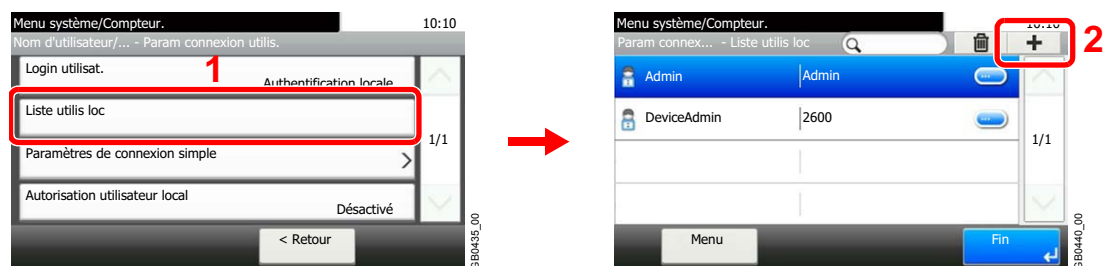 Menu système/Compteur.
10:10
Nom d'utilisateur/... - Param connexion utilis.
Login utilisat.
1
Authentification locale
Liste utilis loc
1/1
Paramètres de connexion simple
Autorisation utilisateur local
Désactivé
< Retour
GB0435_00
Menu système/Compteur.
10:10
Param connex... - Liste utilis loc
+
2
Admin
Admin
DeviceAdmin
2600
1/1
Menu
Fin
GB0440_00